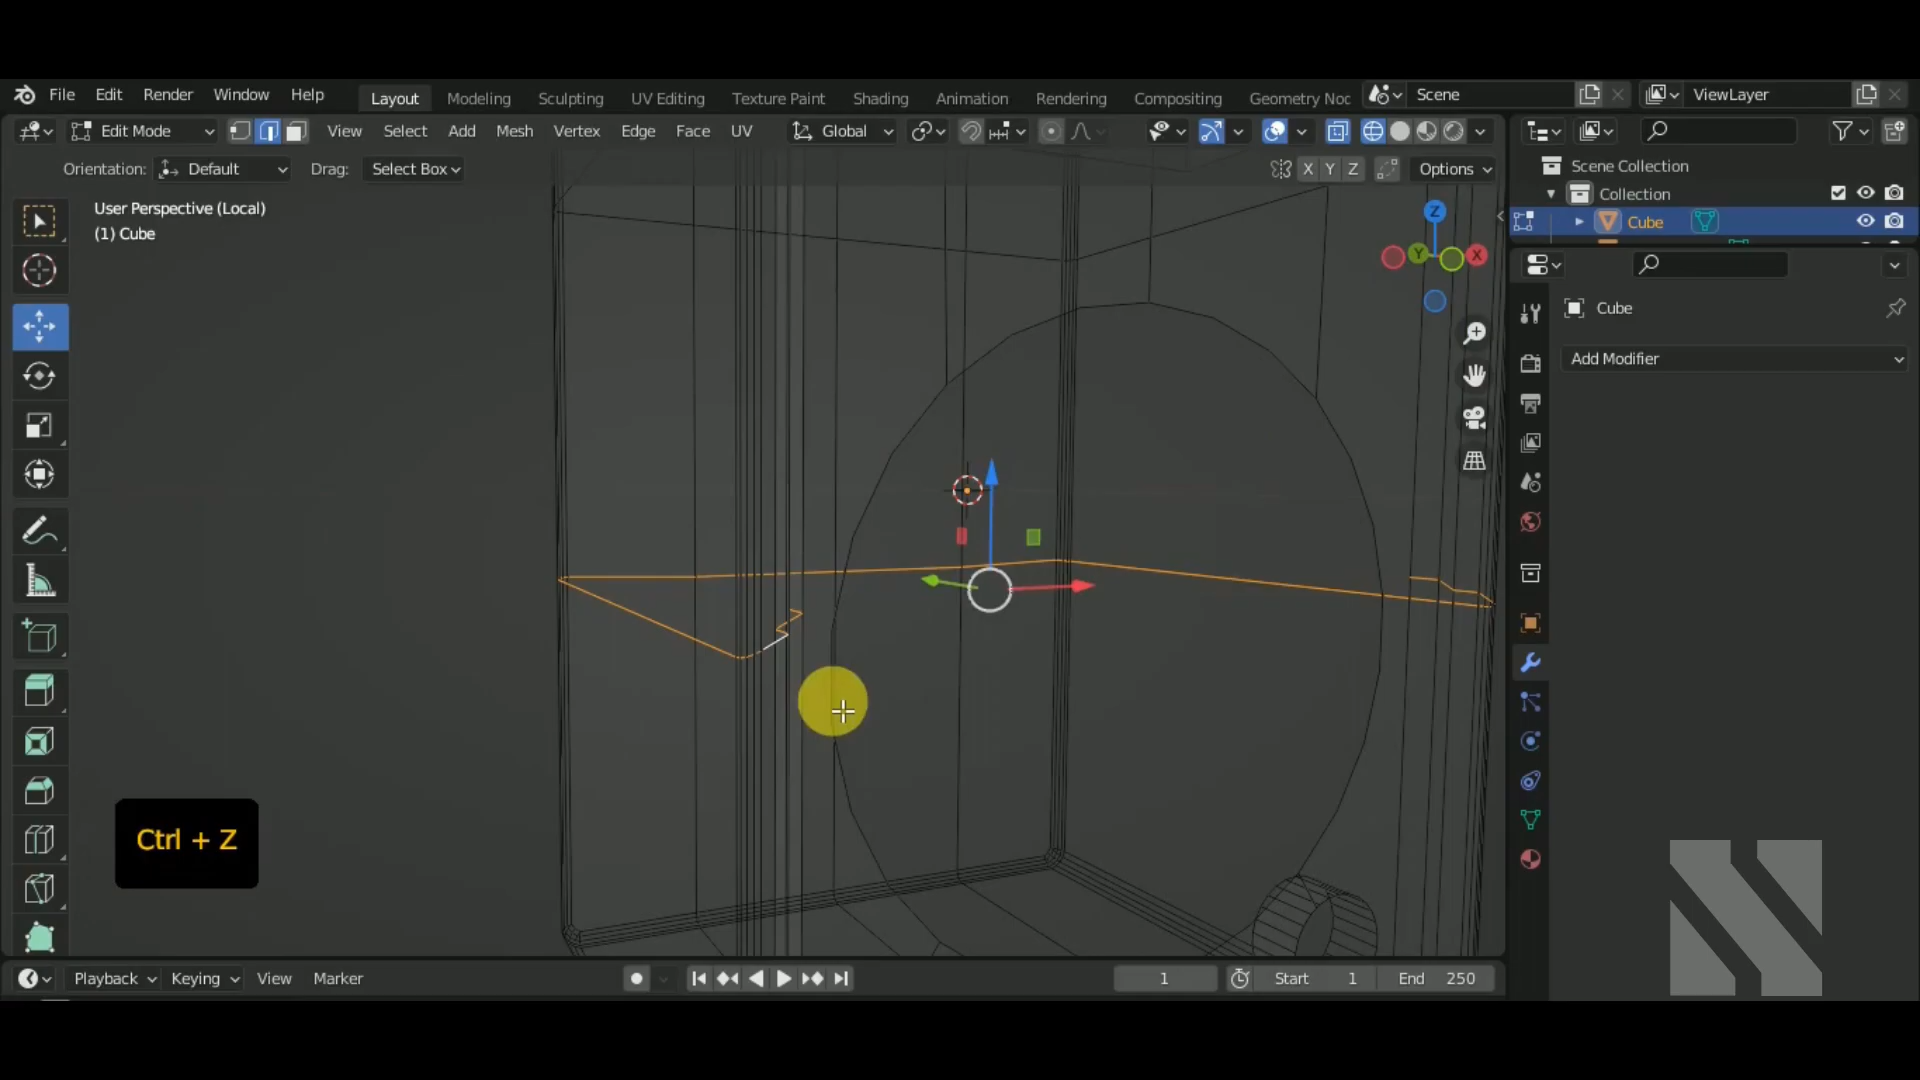 File Edit Render Window Help Layout Modeling Sculpting UV Editing Texture Paint Shading Animation Rendering Compositing Geometry Noc Scene ViewLayer
Edit Mode View Select Add Mesh Vertex Edge Face UV Global
Orientation: Default Drag: Select Box X Y Z Options
Scene Collection
Collection
Cube
User Perspective (Local)
(1) Cube
Z
Y X
Cube
Add Modifier
Ctrl + Z
Playback Keying View Marker 1 Start 1 End 250